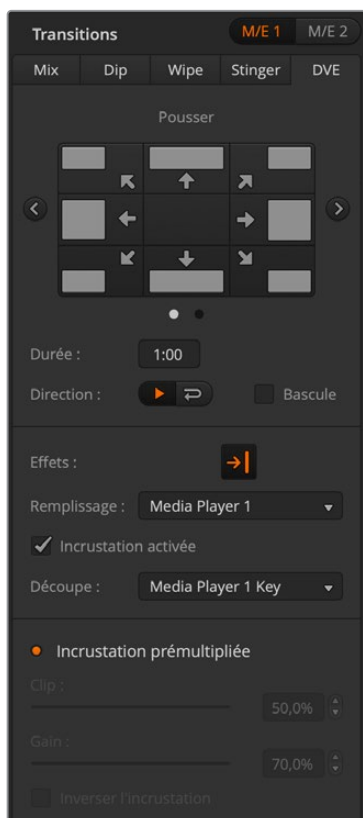 Transitions M/E 1 M/E 2
Mix Dip Wipe Stinger DVE
Pousser
Durée : 1:00
Direction : Bascule
Effets :
Remplissage : Media Player 1
Incrustation activée
Découpe : Media Player 1 Key
Incrustation prémultipliée
Clip :
50,0%
Gain :
70,0%
Inverser l'incrustation